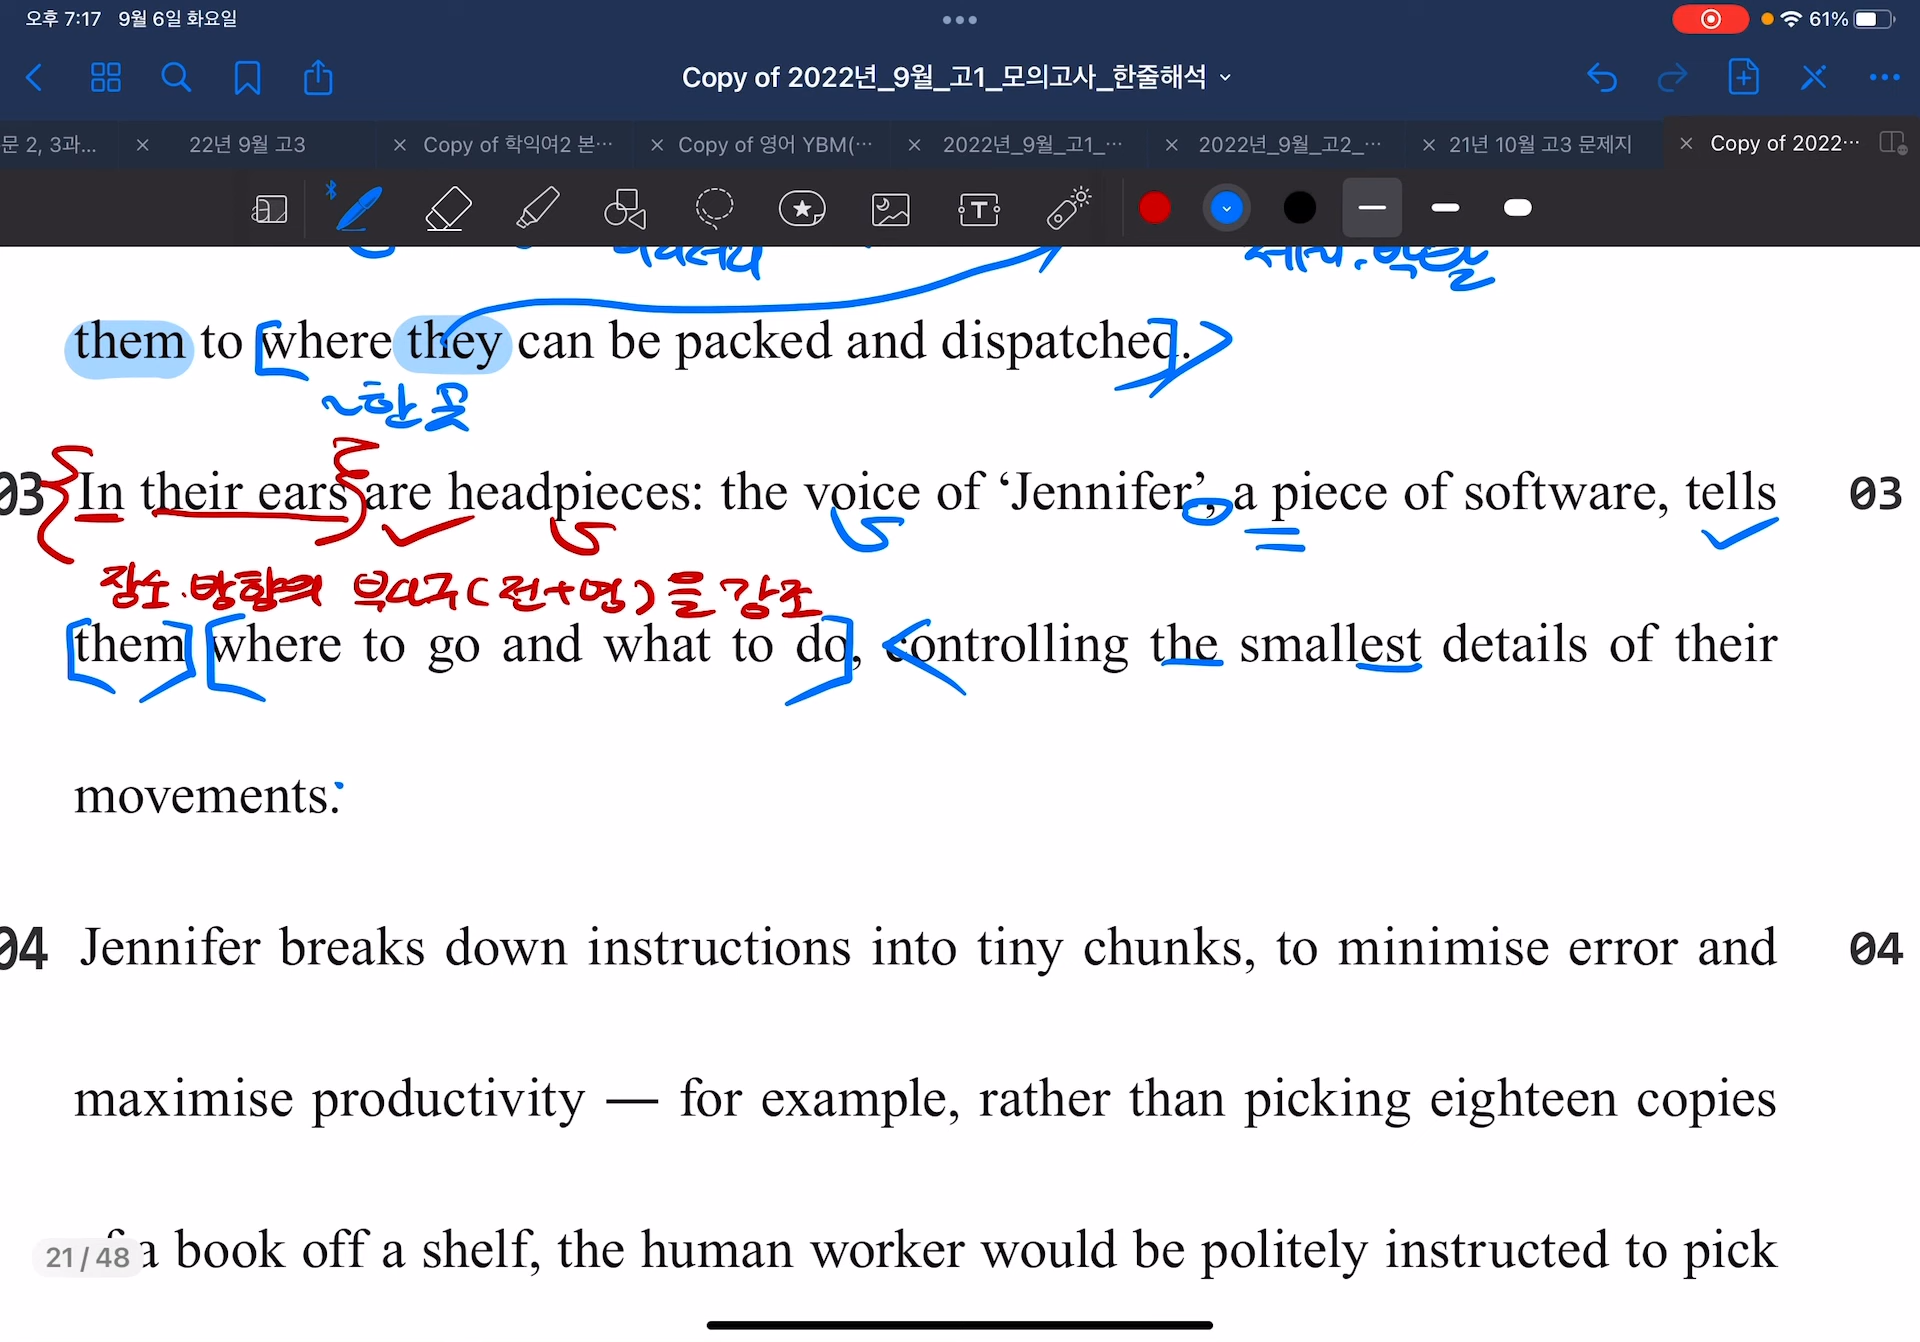 오후 7:17 9월 6일 화요일
61%
Copy of 2022년_9월_고1_모의고사_한줄해석
문 2, 3과... × 22년 9월 고3 × Copy of 학익여2 본··· × Copy of 영어 YBM(··· × 2022년_9월_고1_··· × 2022년_9월_고2_··· × 21년 10월 고3 문제지 × Copy of 2022···
them to where they can be packed and dispatched.
~한 곳
03 In their ears are headpieces: the voice of ‘Jennifer’, a piece of software, tells 03
장소.방향의 부사구(전+명)을 강조
them where to go and what to do, controlling the smallest details of their
movements.
04 Jennifer breaks down instructions into tiny chunks, to minimise error and 04
maximise productivity — for example, rather than picking eighteen copies
a book off a shelf, the human worker would be politely instructed to pick
21 / 48